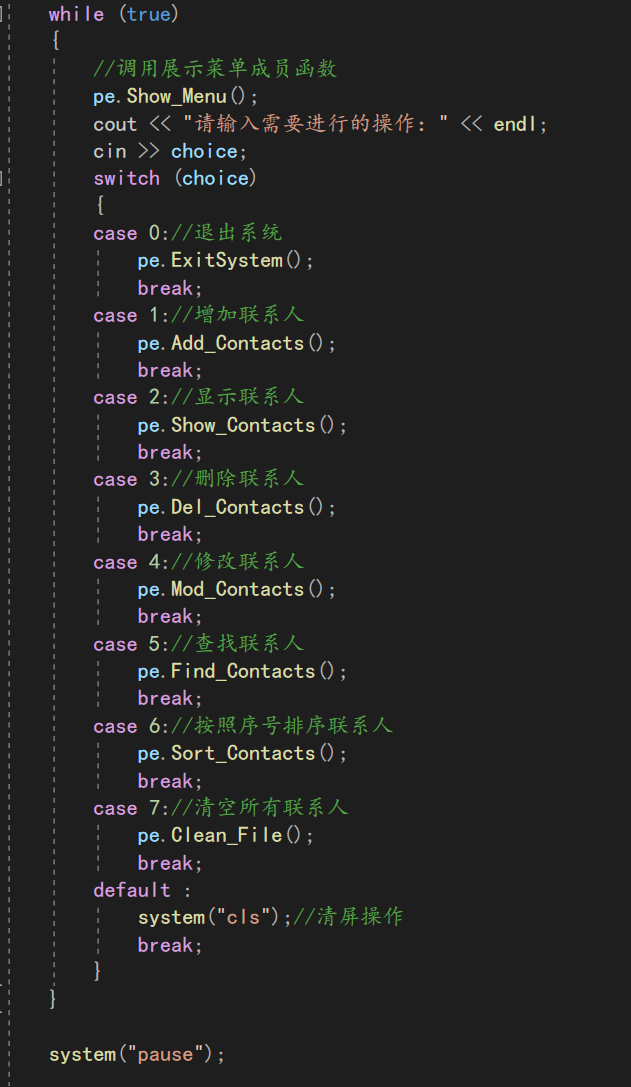 while (true)
{
//调用展示菜单成员函数
pe.Show_Menu();
cout << "请输入需要进行的操作：" << endl;
cin >> choice;
switch (choice)
{
case 0://退出系统
pe.ExitSystem();
break;
case 1://增加联系人
pe.Add_Contacts();
break;
case 2://显示联系人
pe.Show_Contacts();
break;
case 3://删除联系人
pe.Del_Contacts();
break;
case 4://修改联系人
pe.Mod_Contacts();
break;
case 5://查找联系人
pe.Find_Contacts();
break;
case 6://按照序号排序联系人
pe.Sort_Contacts();
break;
case 7://清空所有联系人
pe.Clean_File();
break;
default :
system("cls");//清屏操作
break;
}
}
system("pause");